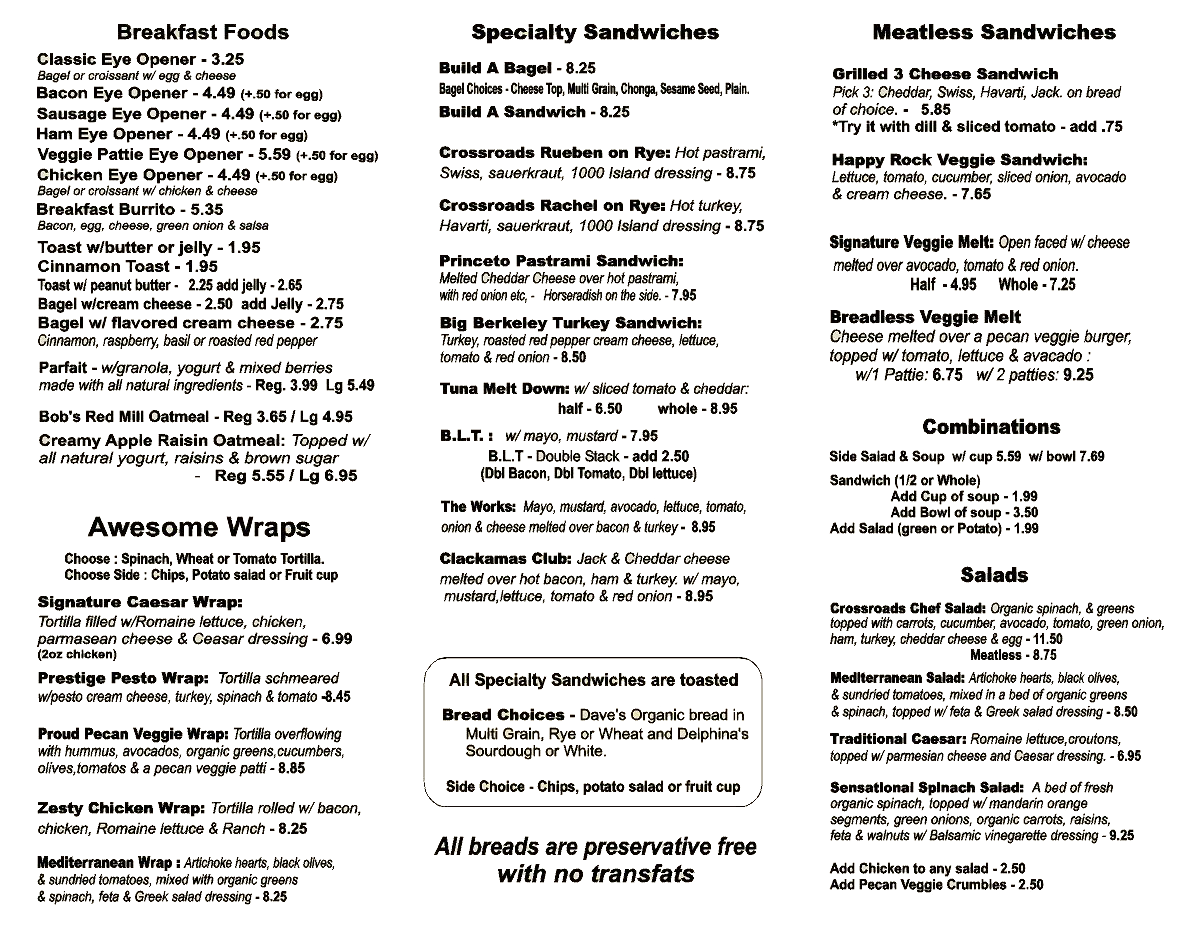 Breakfast Foods
Classic Eye Opener - 3.25
Bagel or croissant w/ egg & cheese
Bacon Eye Opener - 4.49 (+.50 for egg)
Sausage Eye Opener - 4.49 (+.50 for egg)
Ham Eye Opener - 4.49 (+.50 for egg)
Veggie Pattie Eye Opener - 5.59 (+.50 for egg)
Chicken Eye Opener - 4.49 (+.50 for egg)
Bagel or croissant w/ chicken & cheese
Breakfast Burrito - 5.35
Bacon, egg, cheese, green onion & salsa
Toast w/butter or jelly - 1.95
Cinnamon Toast - 1.95
Toast w/ peanut butter - 2.25 add jelly - 2.65
Bagel w/cream cheese - 2.50 add Jelly - 2.75
Bagel w/ flavored cream cheese - 2.75
Cinnamon, raspberry, basil or roasted red pepper
Parfait - w/granola, yogurt & mixed berries
made with all natural ingredients - Reg. 3.99 Lg 5.49
Bob's Red Mill Oatmeal - Reg 3.65 / Lg 4.95
Creamy Apple Raisin Oatmeal: Topped w/
all natural yogurt, raisins & brown sugar
- Reg 5.55 / Lg 6.95
Awesome Wraps
Choose : Spinach, Wheat or Tomato Tortilla.
Choose Side : Chips, Potato salad or Fruit cup
Signature Caesar Wrap:
Tortilla filled w/Romaine lettuce, chicken,
parmasean cheese & Ceasar dressing - 6.99
(2oz chicken)
Prestige Pesto Wrap: Tortilla schmeared
w/pesto cream cheese, turkey, spinach & tomato -8.45
Proud Pecan Veggie Wrap: Tortilla overflowing
with hummus, avocados, organic greens,cucumbers,
olives,tomatos & a pecan veggie patti - 8.85
Zesty Chicken Wrap: Tortilla rolled w/ bacon,
chicken, Romaine lettuce & Ranch - 8.25
Mediterranean Wrap : Artichoke hearts, black olives,
& sundried tomatoes, mixed with organic greens
& spinach, feta & Greek salad dressing - 8.25
Specialty Sandwiches
Build A Bagel - 8.25
Bagel Choices - Cheese Top, Multi Grain, Chonga, Sesame Seed, Plain.
Build A Sandwich - 8.25
Crossroads Rueben on Rye: Hot pastrami,
Swiss, sauerkraut, 1000 Island dressing - 8.75
Crossroads Rachel on Rye: Hot turkey,
Havarti, sauerkraut, 1000 Island dressing - 8.75
Princeto Pastrami Sandwich:
Melted Cheddar Cheese over hot pastrami,
with red onion etc, - Horseradish on the side. - 7.95
Big Berkeley Turkey Sandwich:
Turkey, roasted red pepper cream cheese, lettuce,
tomato & red onion - 8.50
Tuna Melt Down: w/ sliced tomato & cheddar:
half - 6.50 whole - 8.95
B.L.T. : w/ mayo, mustard - 7.95
B.L.T - Double Stack - add 2.50
(Dbl Bacon, Dbl Tomato, Dbl lettuce)
The Works: Mayo, mustard, avocado, lettuce, tomato,
onion & cheese melted over bacon & turkey - 8.95
Clackamas Club: Jack & Cheddar cheese
melted over hot bacon, ham & turkey. w/ mayo,
mustard,lettuce, tomato & red onion - 8.95
All Specialty Sandwiches are toasted
Bread Choices - Dave's Organic bread in
Multi Grain, Rye or Wheat and Delphina's
Sourdough or White.
Side Choice - Chips, potato salad or fruit cup
All breads are preservative free
with no transfats
Meatless Sandwiches
Grilled 3 Cheese Sandwich
Pick 3: Cheddar, Swiss, Havarti, Jack. on bread
of choice. - 5.85
*Try it with dill & sliced tomato - add .75
Happy Rock Veggie Sandwich:
Lettuce, tomato, cucumber, sliced onion, avocado
& cream cheese. - 7.65
Signature Veggie Melt: Open faced w/ cheese
melted over avocado, tomato & red onion.
Half - 4.95 Whole - 7.25
Breadless Veggie Melt
Cheese melted over a pecan veggie burger,
topped w/ tomato, lettuce & avacado :
w/1 Pattie: 6.75 w/ 2 patties: 9.25
Combinations
Side Salad & Soup w/ cup 5.59 w/ bowl 7.69
Sandwich (1/2 or Whole)
Add Cup of soup - 1.99
Add Bowl of soup - 3.50
Add Salad (green or Potato) - 1.99
Salads
Crossroads Chef Salad: Organic spinach, & greens
topped with carrots, cucumber, avocado, tomato, green onion,
ham, turkey, cheddar cheese & egg - 11.50
Meatless - 8.75
Mediterranean Salad: Artichoke hearts, black olives,
& sundried tomatoes, mixed in a bed of organic greens
& spinach, topped w/ feta & Greek salad dressing - 8.50
Traditional Caesar: Romaine lettuce,croutons,
topped w/ parmesian cheese and Caesar dressing. - 6.95
Sensational Spinach Salad: A bed of fresh
organic spinach, topped w/ mandarin orange
segments, green onions, organic carrots, raisins,
feta & walnuts w/ Balsamic vinegarette dressing - 9.25
Add Chicken to any salad - 2.50
Add Pecan Veggie Crumbles - 2.50